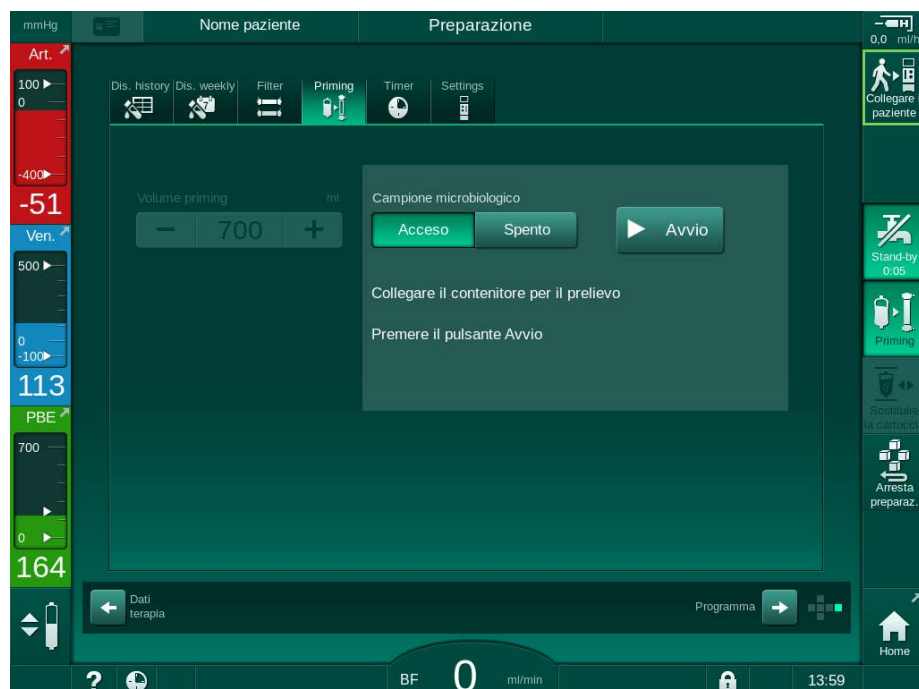 mmHg
Nome paziente
Preparazione
0,0 ml/h
Art.
100
0
-400
-51
Ven.
500
0
-100
113
PBE
700
0
164
Dis. history
Dis. weekly
Filter
Priming
Timer
Settings
7
Volume priming ml
700
Campione microbiologico
Acceso
Spento
Avvio
Collegare il contenitore per il prelievo
Premere il pulsante Avvio
Collegare
paziente
Stand-by
0:05
Priming
Sostituire
la cartucci
Arresta
preparaz.
Dati
terapia
Programma
Home
?
BF 0 ml/min
13:59